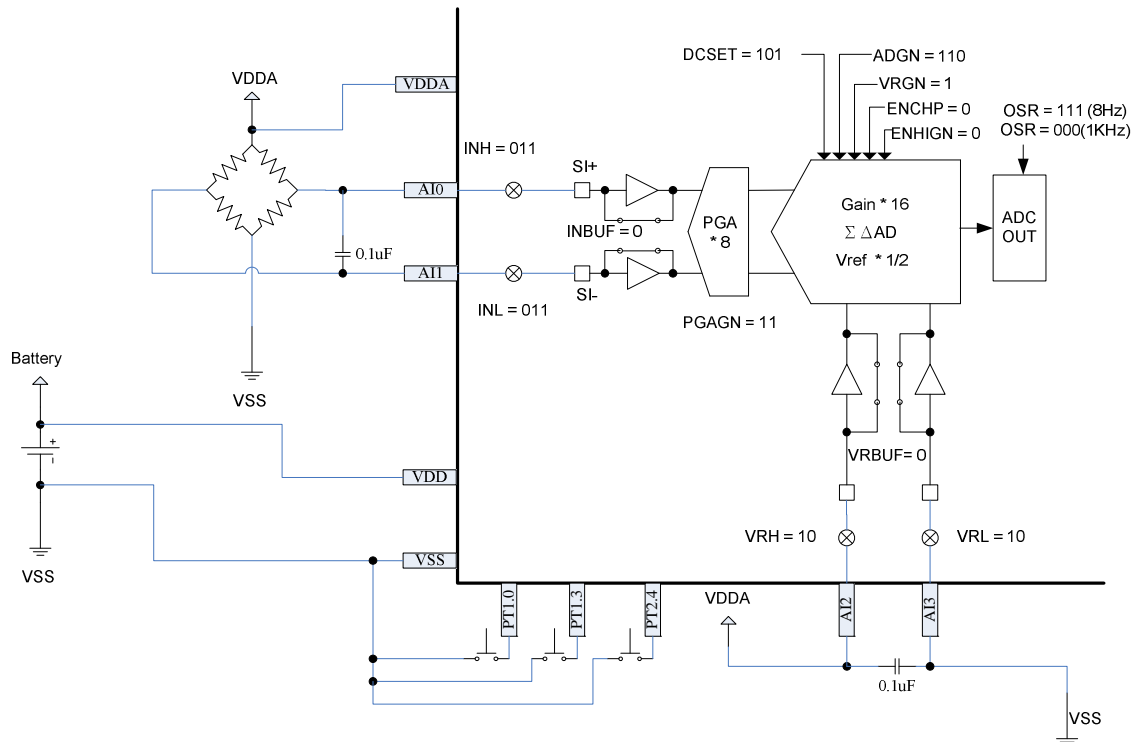 DCSET = 101
ADGN = 110
VRGN = 1
ENCHP = 0
ENHIGN = 0
OSR = 111 (8Hz)
OSR = 000(1KHz)
VDDA
VDDA
INH = 011
SI+
AI0
INBUF = 0
PGA
* 8
Gain * 16
Σ Δ AD
Vref * 1/2
ADC
OUT
0.1uF
AI1
SI-
INL = 011
PGAGN = 11
Battery
VSS
+
-
VDD
VRBUF= 0
VRH = 10
VRL = 10
VSS
VSS
PT1.0
PT1.3
PT2.4
VDDA
AI2
AI3
0.1uF
VSS